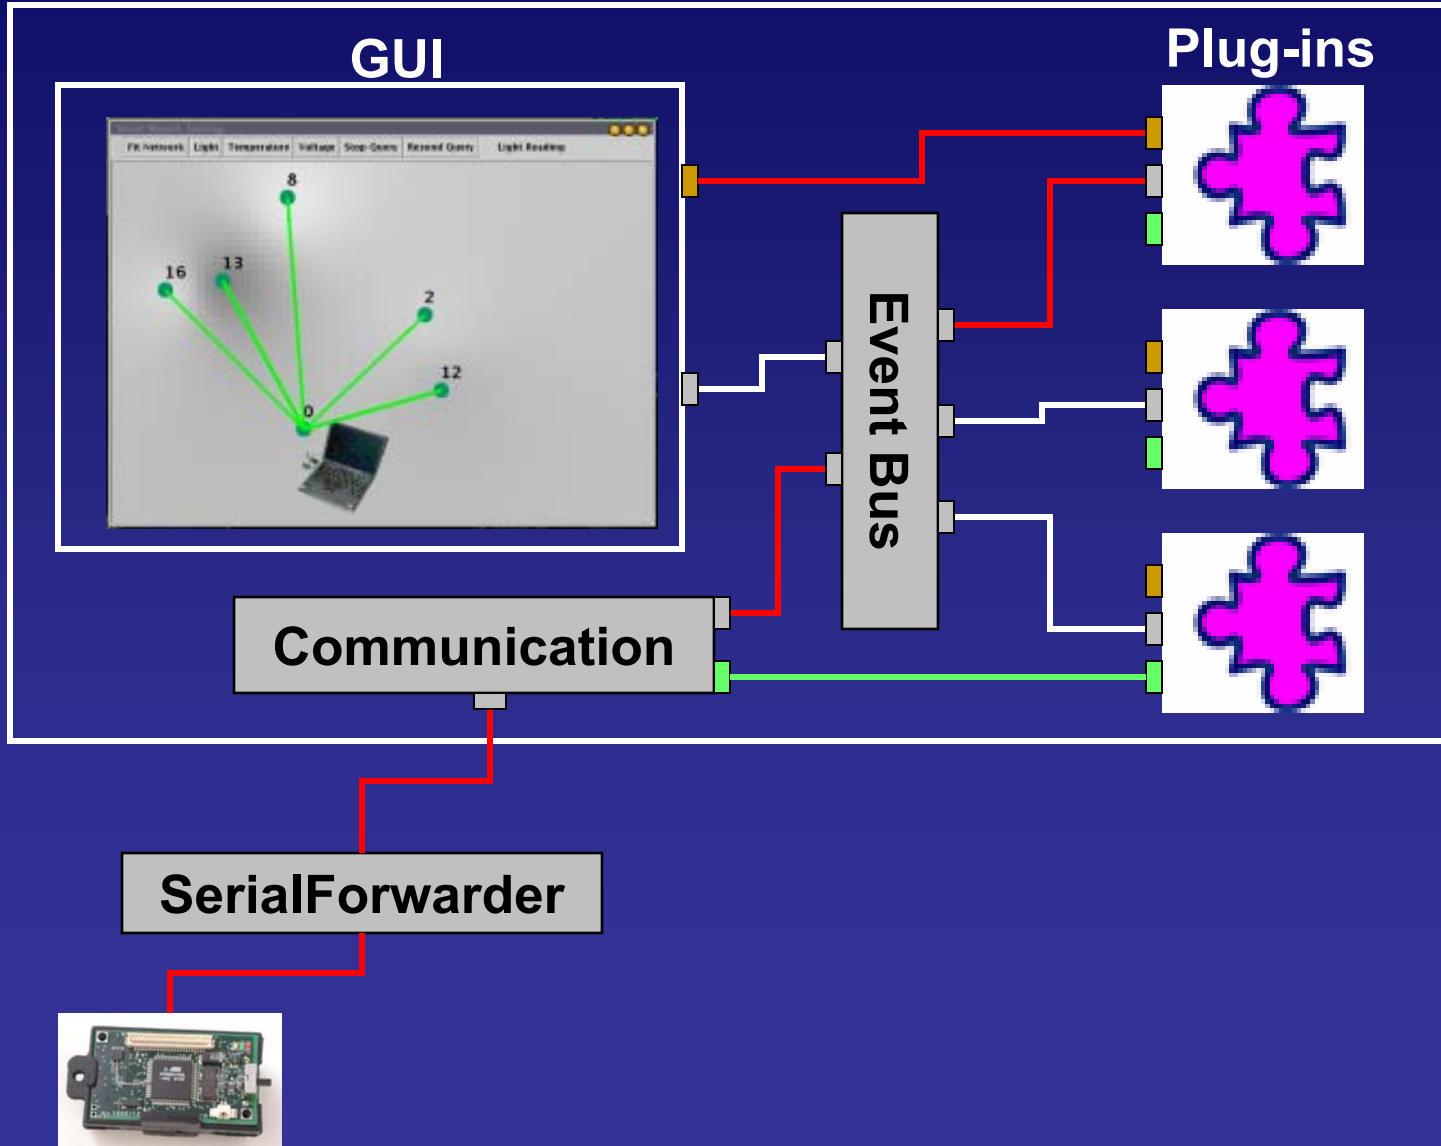 GUI
Plug-ins
Fit Network Light Temperature Voltage Stop Query Resend Query Light Reading
8
16
13
2
12
0
Event Bus
Communication
SerialForwarder